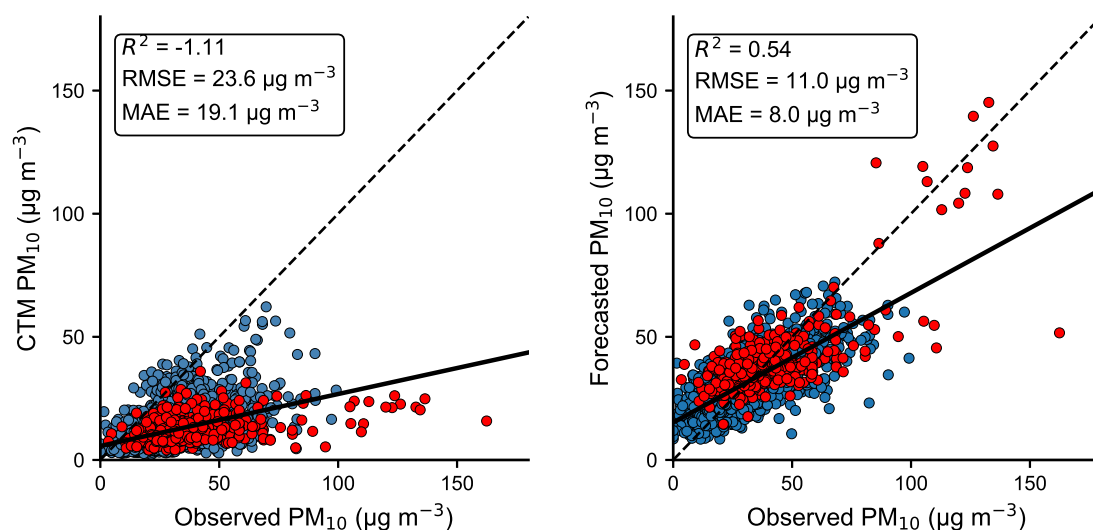 R² = -1.11
RMSE = 23.6 µg m⁻³
MAE = 19.1 µg m⁻³
CTM PM₁₀ (µg m⁻³)
150
100
50
0
0
50
100
150
Observed PM₁₀ (µg m⁻³)
R² = 0.54
RMSE = 11.0 µg m⁻³
MAE = 8.0 µg m⁻³
Forecasted PM₁₀ (µg m⁻³)
150
100
50
0
0
50
100
150
Observed PM₁₀ (µg m⁻³)